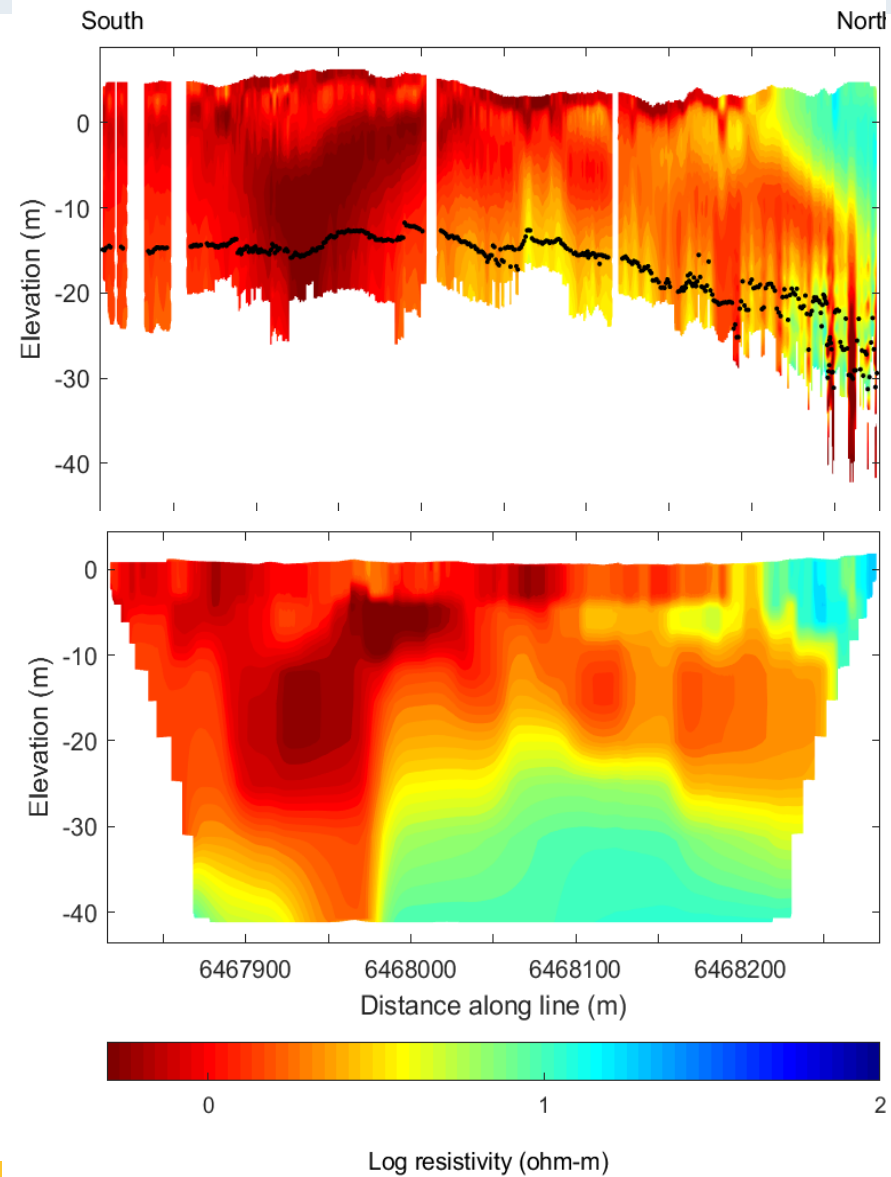 South
North
0
-10
-20
-30
-40
Elevation (m)
0
-10
-20
-30
-40
Elevation (m)
6467900 6468000 6468100 6468200
Distance along line (m)
0 1 2
Log resistivity (ohm-m)